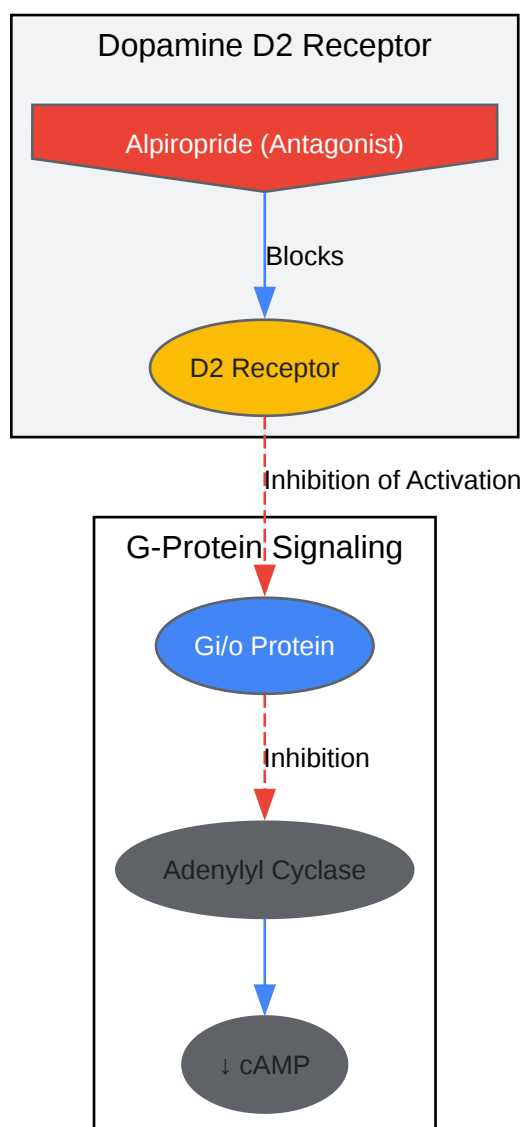 Dopamine D2 Receptor
Alpiropride (Antagonist)
Blocks
D2 Receptor
Inhibition of Activation
G-Protein Signaling
Gi/o Protein
Inhibition
Adenylyl Cyclase
↓ cAMP